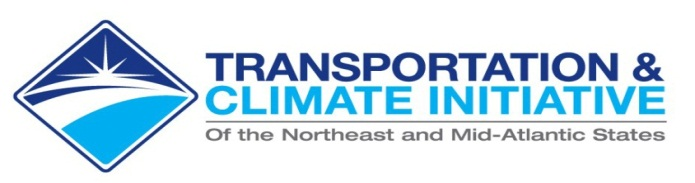 TRANSPORTATION &
CLIMATE INITIATIVE
Of the Northeast and Mid-Atlantic States